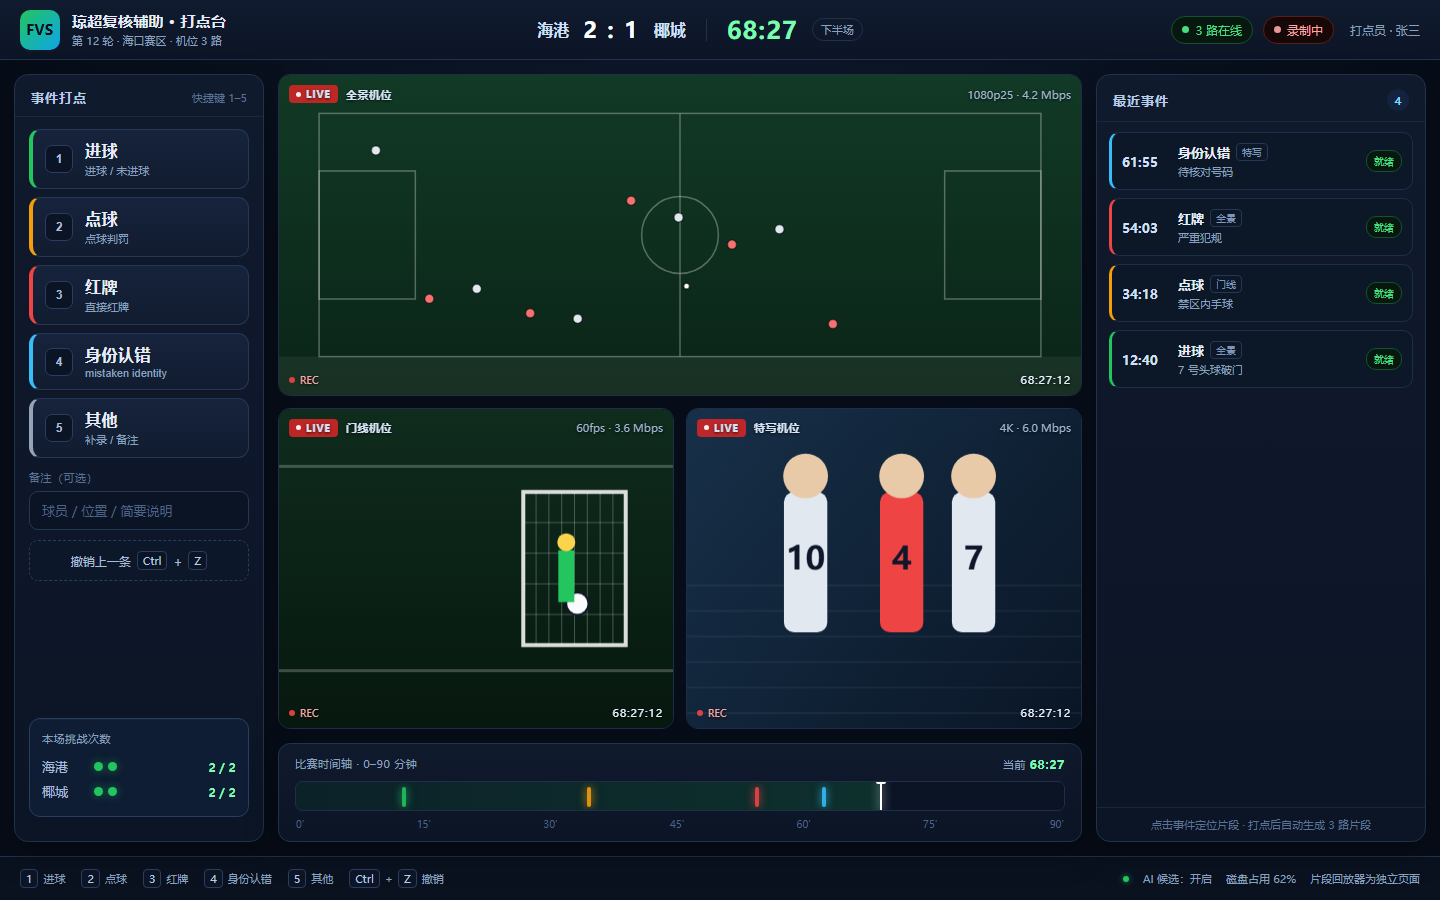 FVS
琼超复核辅助 · 打点台
第 12 轮 · 海口赛区 · 机位 3 路
海港 2 : 1 椰城 68:27 下半场
3 路在线 录制中 打点员 · 张三
事件打点 快捷键 1–5
1 进球
进球 / 未进球
2 点球
点球判罚
3 红牌
直接红牌
4 身份认错
mistaken identity
5 其他
补录 / 备注
备注（可选）
球员 / 位置 / 简要说明
撤销上一条 Ctrl + Z
本场挑战次数
海港 2 / 2
椰城 2 / 2
LIVE 全景机位 1080p25 · 4.2 Mbps
REC 68:27:12
LIVE 门线机位 60fps · 3.6 Mbps
REC 68:27:12
LIVE 特写机位 4K · 6.0 Mbps
10 4 7
REC 68:27:12
比赛时间轴 · 0–90 分钟 当前 68:27
0' 15' 30' 45' 60' 75' 90'
最近事件 4
61:55 身份认错 特写 就绪
待核对号码
54:03 红牌 全景 就绪
严重犯规
34:18 点球 门线 就绪
禁区内手球
12:40 进球 全景 就绪
7 号头球破门
点击事件定位片段 · 打点后自动生成 3 路片段
1 进球 2 点球 3 红牌 4 身份认错 5 其他 Ctrl + Z 撤销
AI 候选：开启 磁盘占用 62% 片段回放器为独立页面